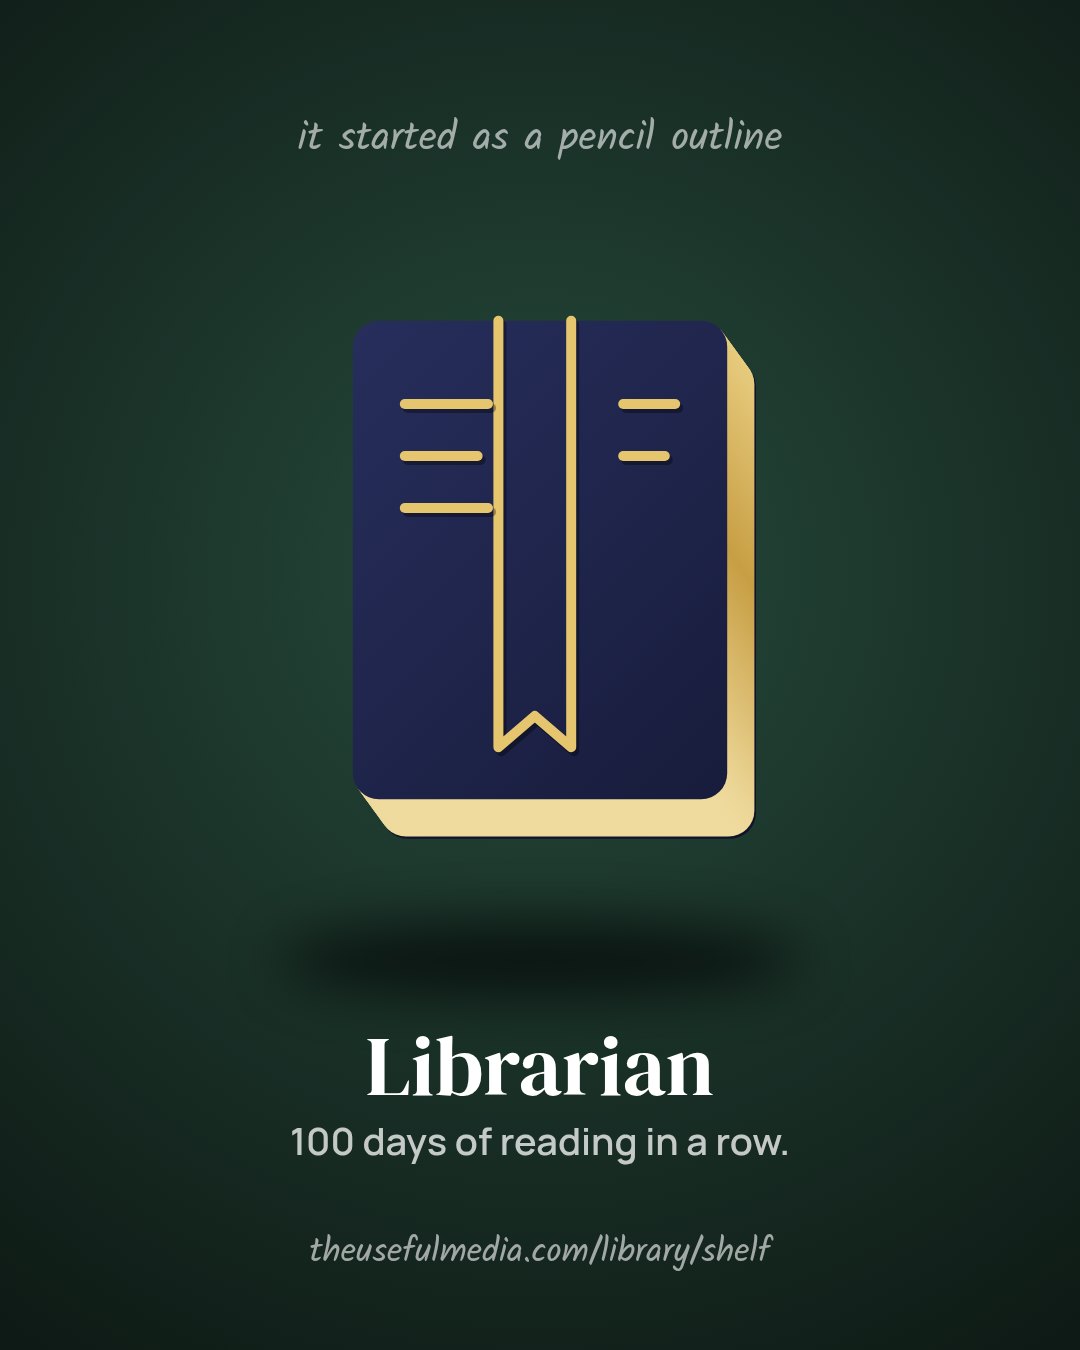 it started as a pencil outline
Librarian
100 days of reading in a row.
theusefulmedia.com/library/shelf